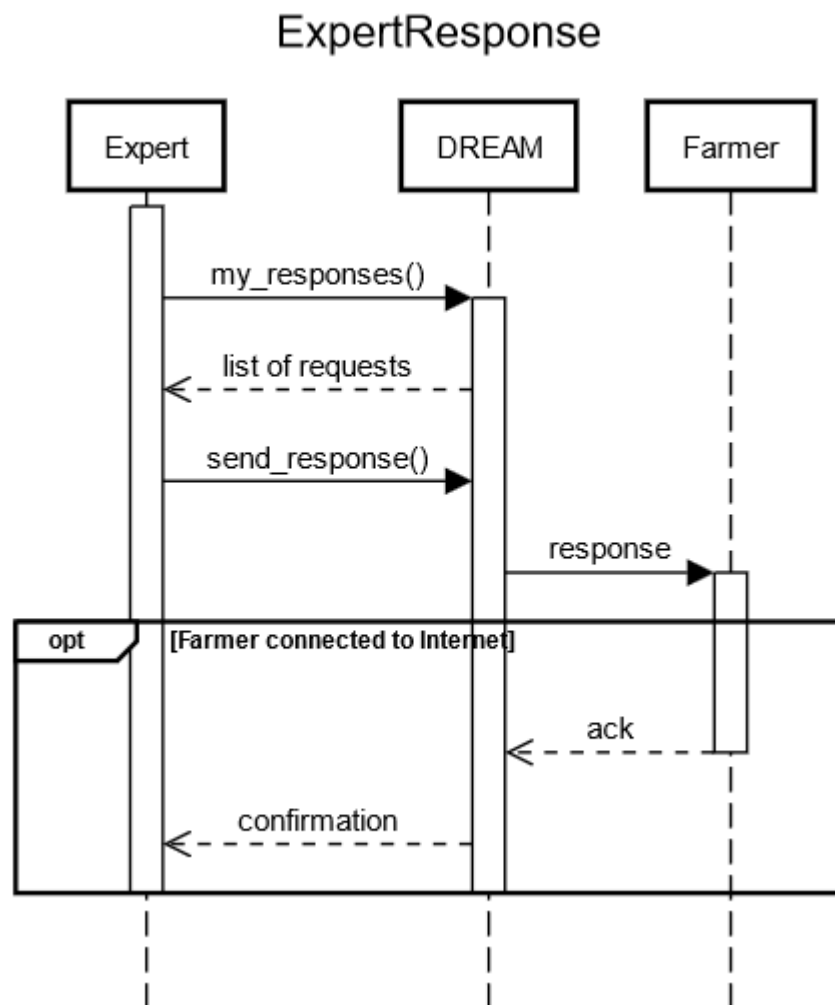 ExpertResponse
Expert
DREAM
Farmer
my_responses()
list of requests
send_response()
response
opt
[Farmer connected to Internet]
ack
confirmation